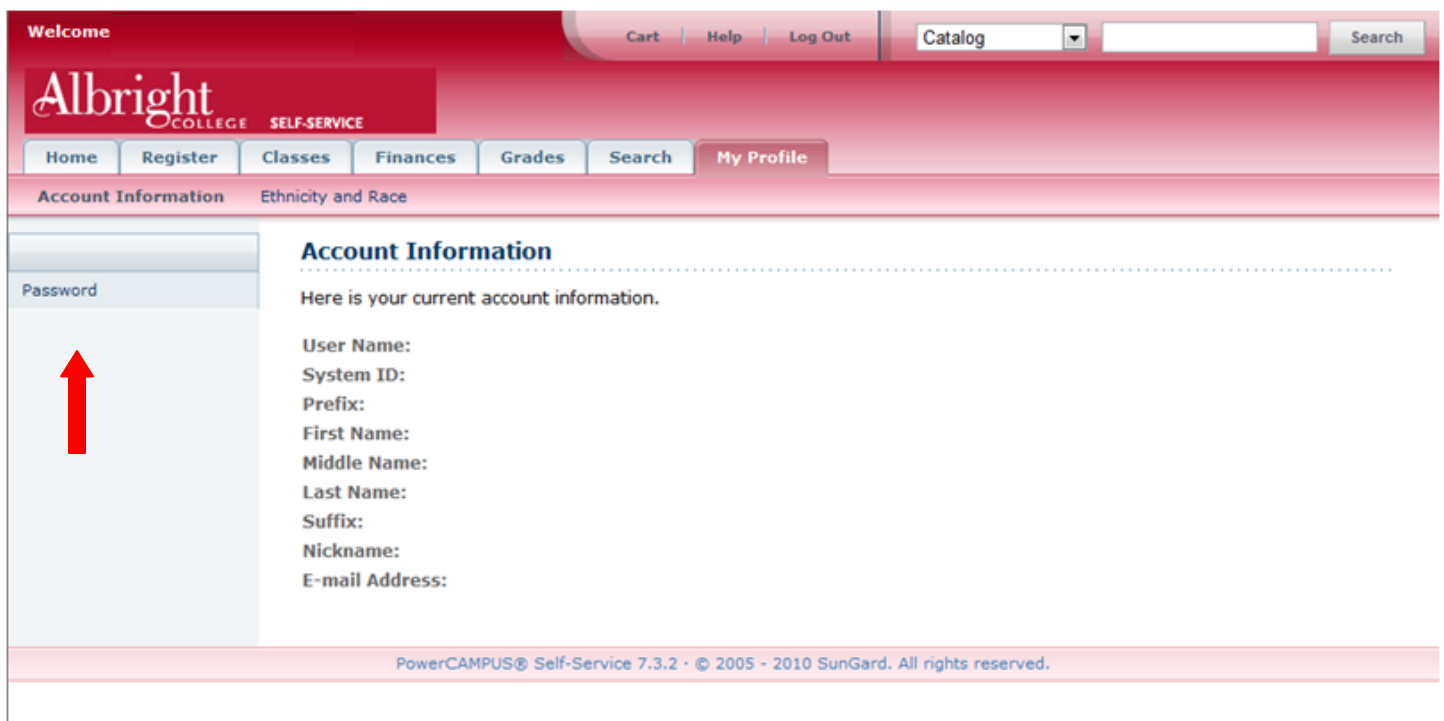 Welcome
Cart | Help | Log Out
Catalog
Search
Albright
COLLEGE SELF-SERVICE
Home Register Classes Finances Grades Search My Profile
Account Information Ethnicity and Race
Password
Account Information
Here is your current account information.
User Name:
System ID:
Prefix:
First Name:
Middle Name:
Last Name:
Suffix:
Nickname:
E-mail Address:
PowerCAMPUS® Self-Service 7.3.2 · © 2005 - 2010 SunGard. All rights reserved.